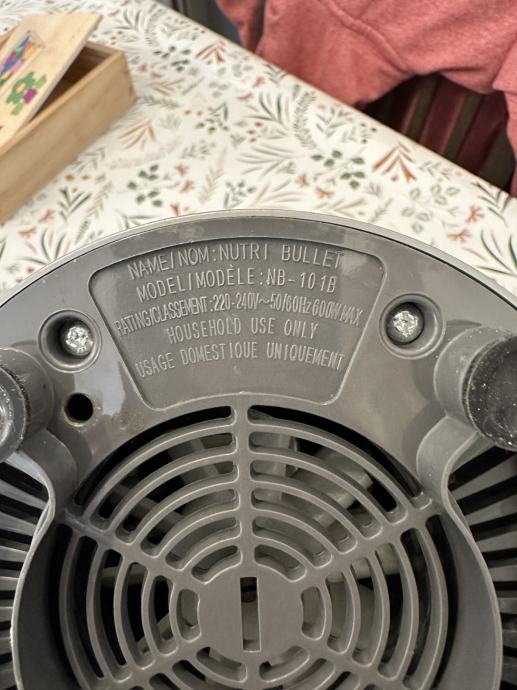 NAME/NOM:NUTRI BULLET
MODEL/MODÈLE:NB-101B
RATING/CLASSEMENT:220-240V~50/60Hz 600W MAX
HOUSEHOLD USE ONLY
USAGE DOMESTIQUE UNIQUEMENT